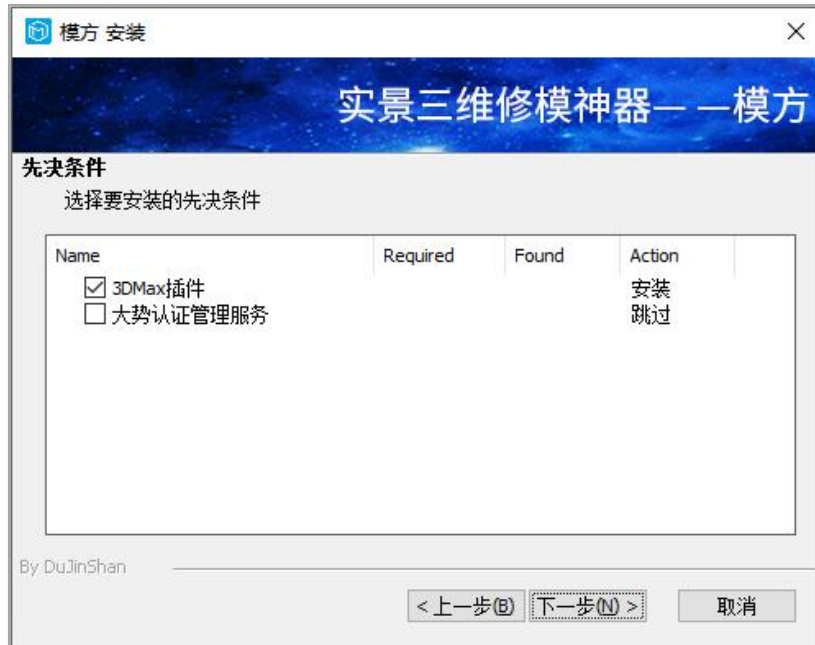 模方 安装
实景三维修模神器— —模方
先决条件
选择要安装的先决条件
Name Required Found Action
3DMax插件 安装
大势认证管理服务 跳过
By DuJinShan
< 上一步(B) 下一步(N) > 取消